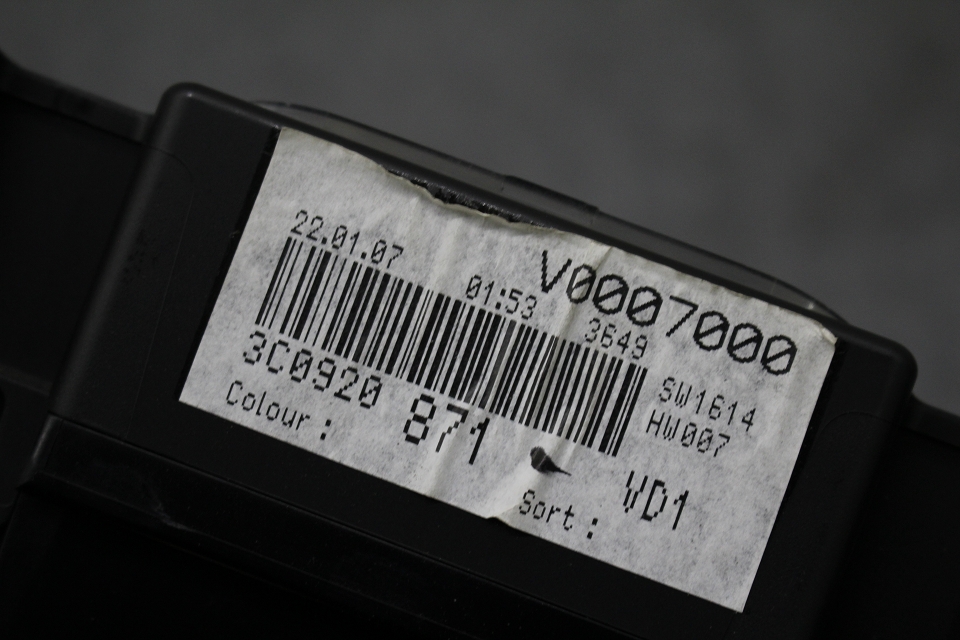 V0007000
22.01.07 01:53 3649
SW1614
HW007
3C0920 871
Colour :
Sort : VD1